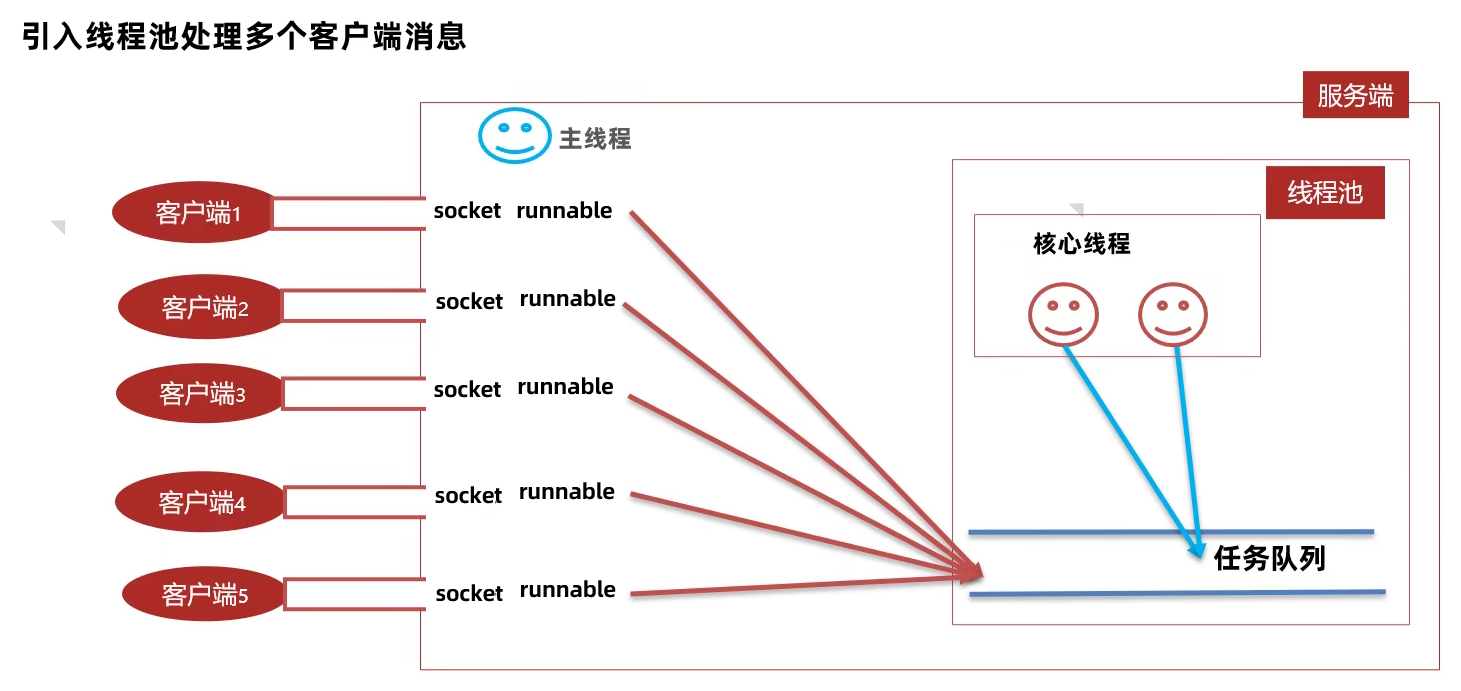 引入线程池处理多个客户端消息
服务端
主线程
线程池
客户端1
socket runnable
核心线程
客户端2
socket runnable
客户端3
socket runnable
客户端4
socket runnable
任务队列
客户端5
socket runnable